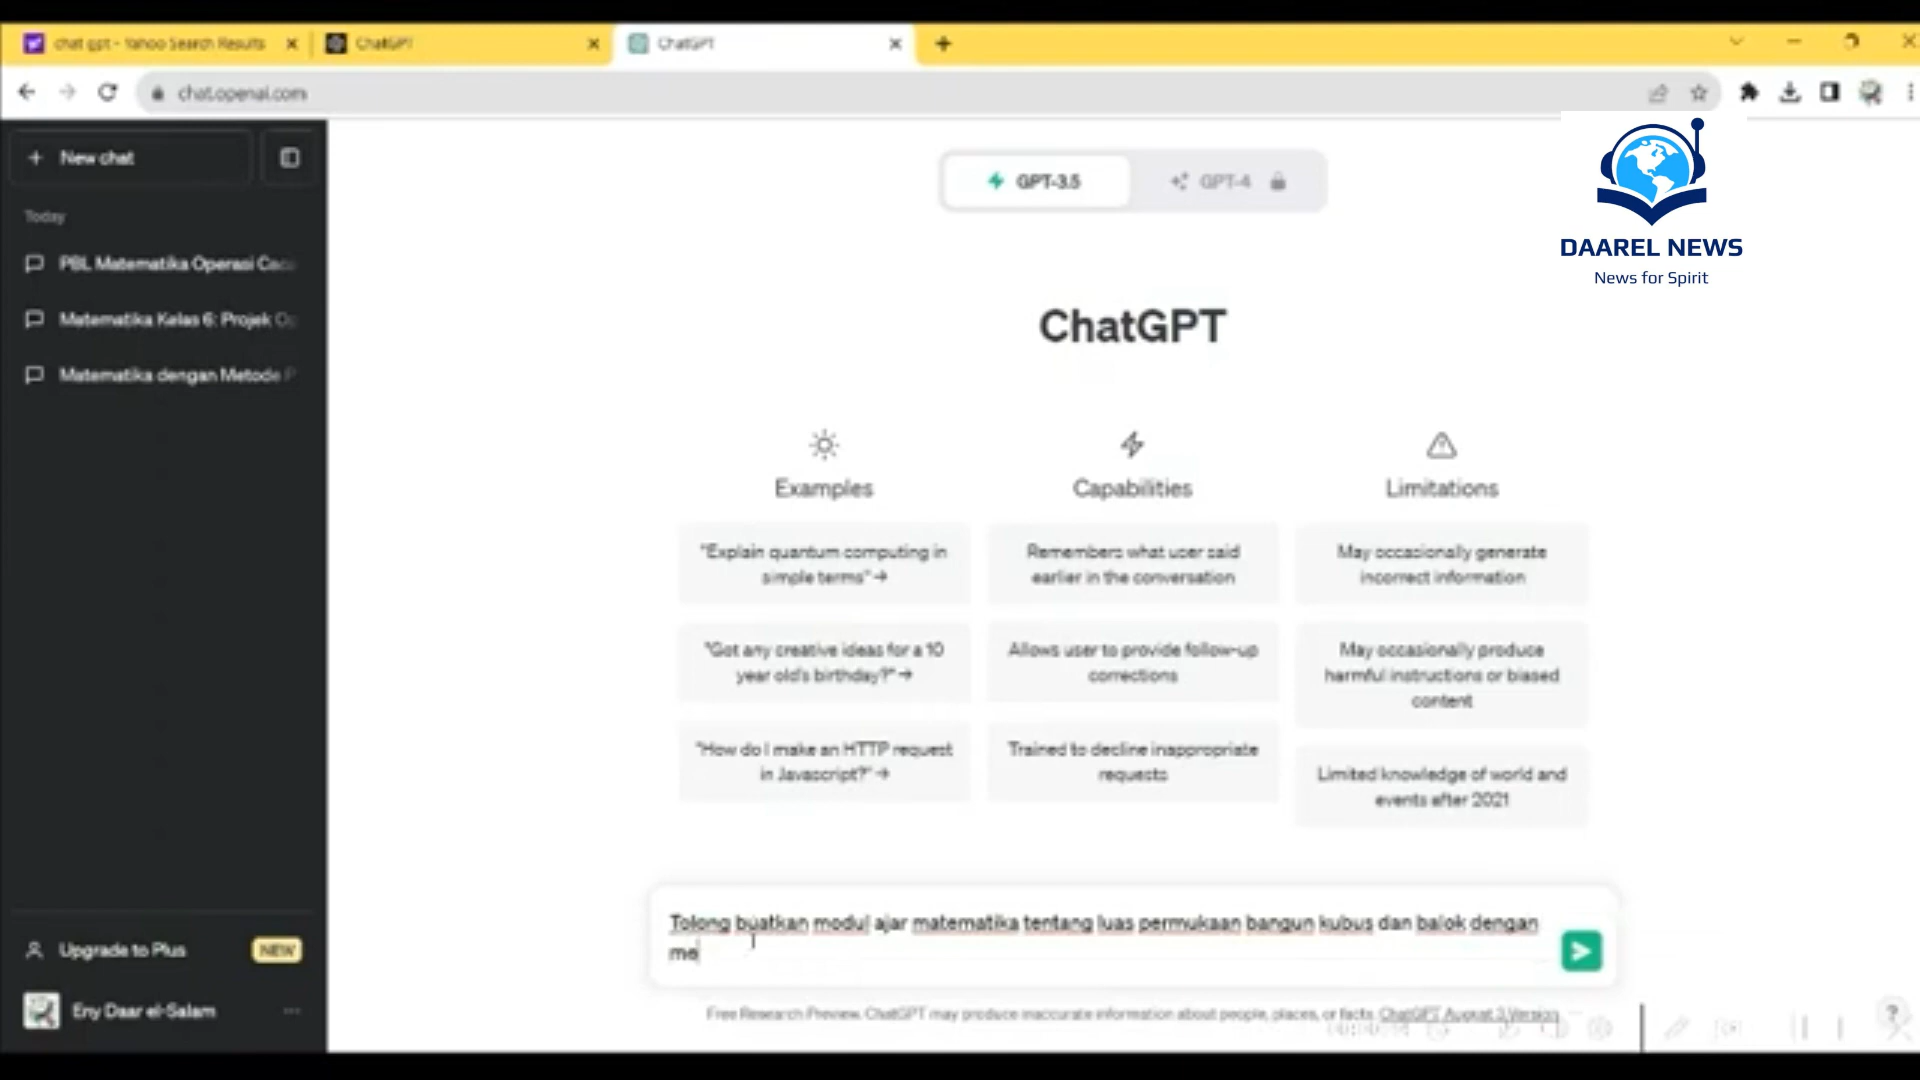 chat gpt - Yahoo Search Results
ChatGPT
ChatGPT
chat.openai.com
New chat
Today
PBL Matematika Operasi Cac
Matematika Kelas 6: Projek Op
Matematika dengan Metode P
Upgrade to Plus
NEW
Eny Daar el-Salam
GPT-3.5
GPT-4
DAAREL NEWS
News for Spirit
ChatGPT
Examples
"Explain quantum computing in
simple terms" →
"Got any creative ideas for a 10
year old's birthday?" →
"How do I make an HTTP request
in Javascript?" →
Capabilities
Remembers what user said
earlier in the conversation
Allows user to provide follow-up
corrections
Trained to decline inappropriate
requests
Limitations
May occasionally generate
incorrect information
May occasionally produce
harmful instructions or biased
content
Limited knowledge of world and
events after 2021
Tolong buatkan modul ajar matematika tentang luas permukaan bangun kubus dan balok dengan
me
Free Research Preview. ChatGPT may produce inaccurate information about people, places, or facts. ChatGPT August 3 Version
?